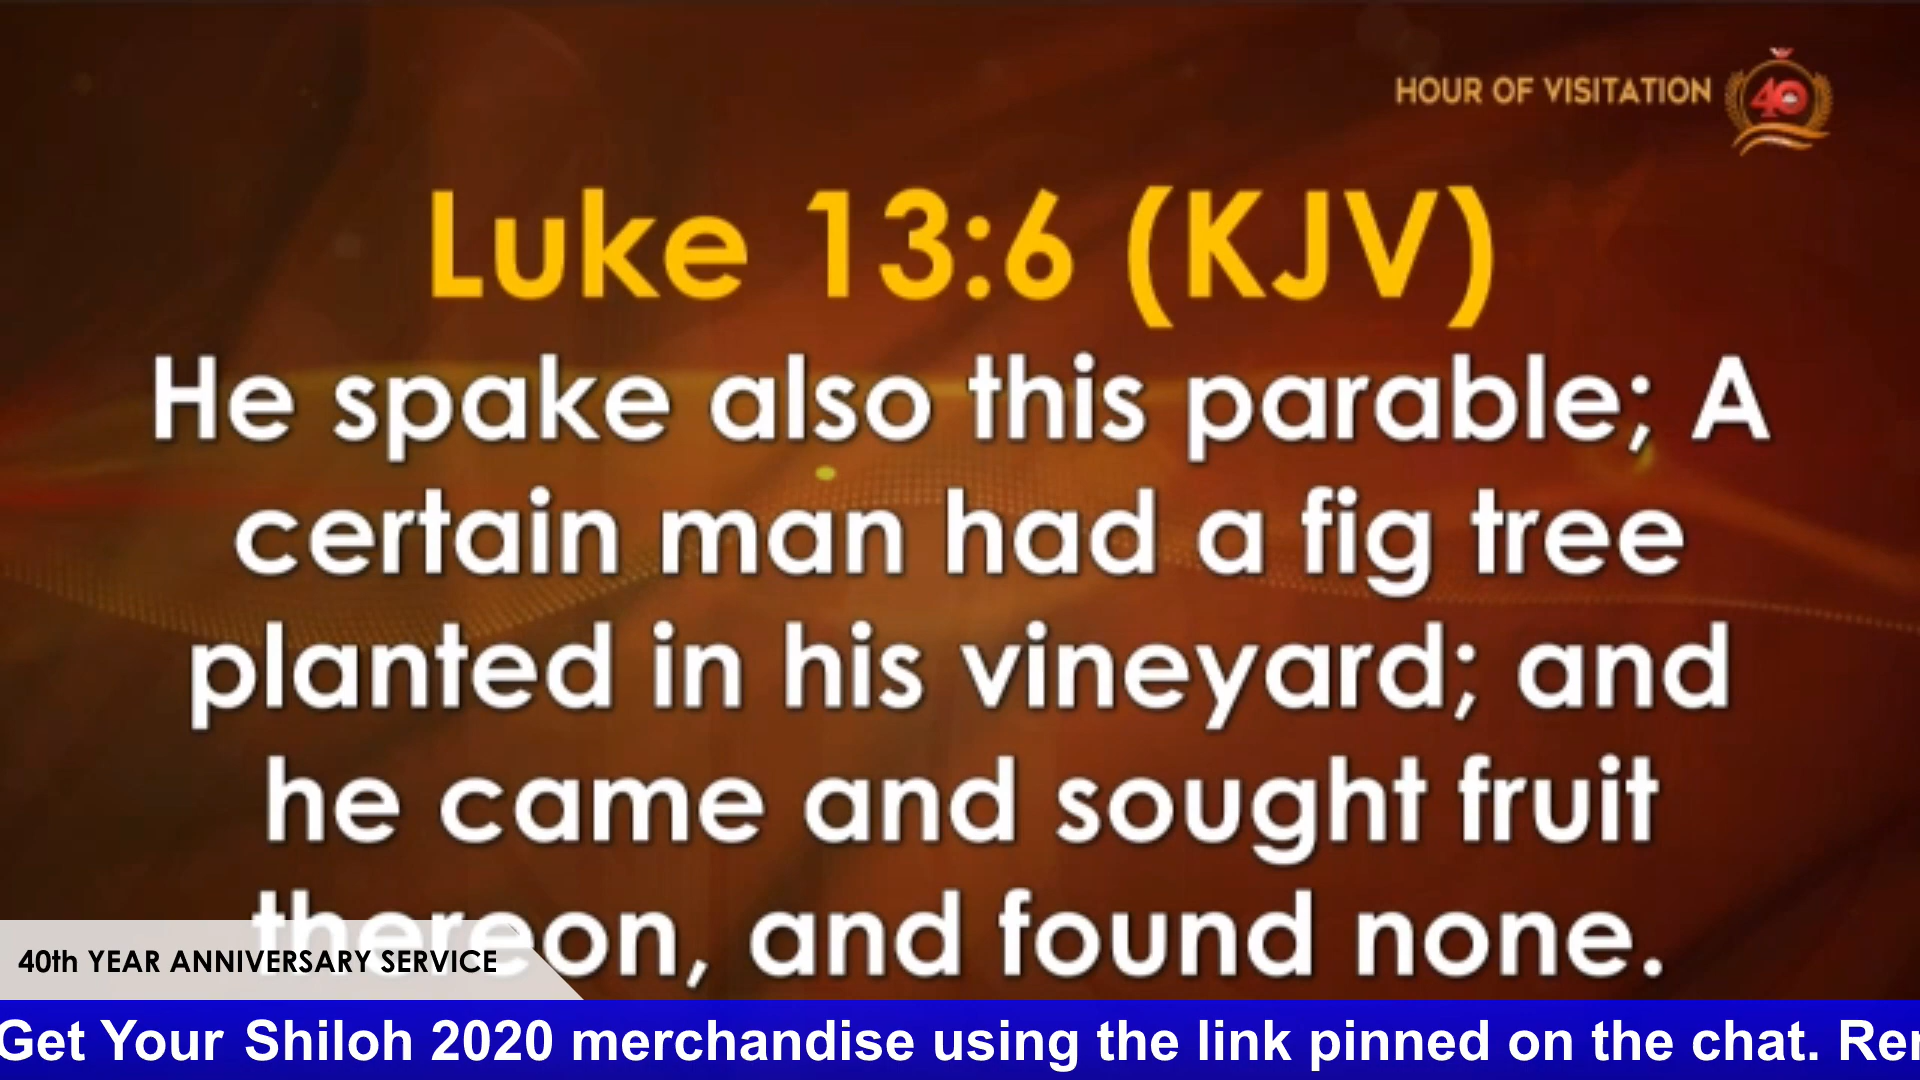 HOUR OF VISITATION 40
Luke 13:6 (KJV)
He spake also this parable; A
certain man had a fig tree
planted in his vineyard; and
he came and sought fruit
thereon, and found none.
40th YEAR ANNIVERSARY SERVICE
Get Your Shiloh 2020 merchandise using the link pinned on the chat.